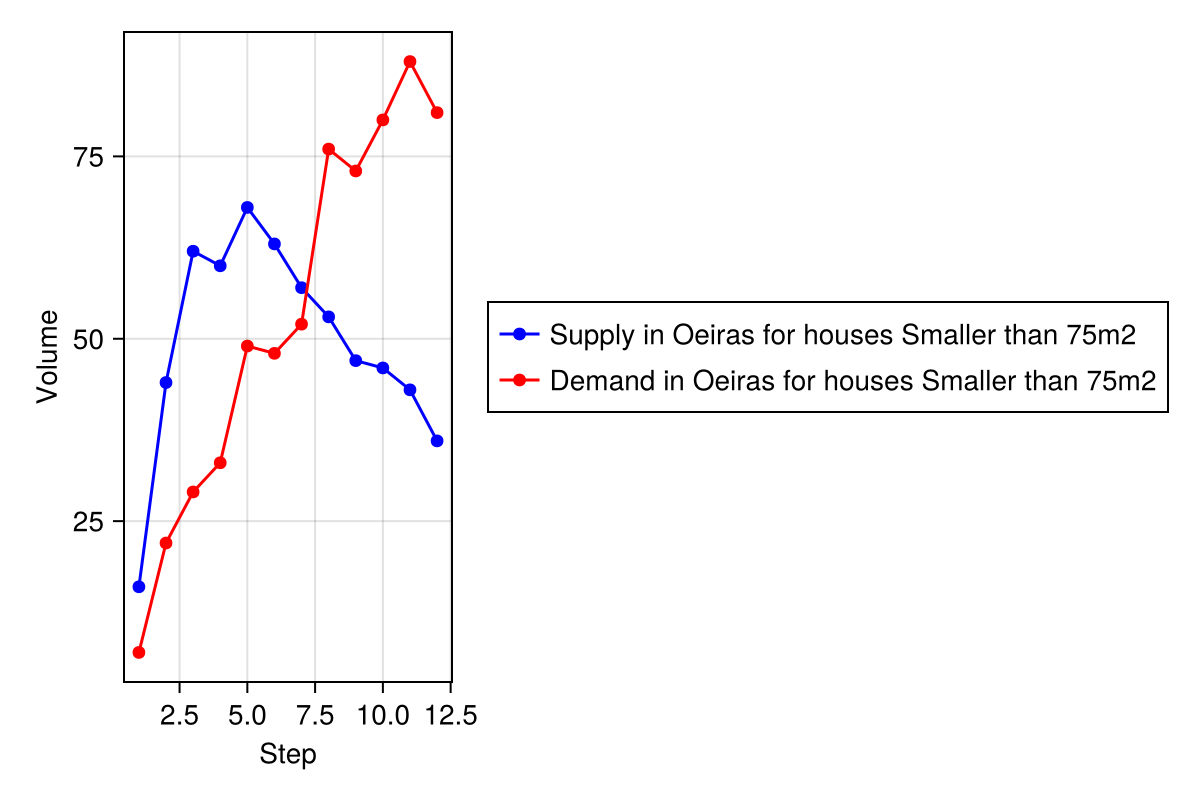 Volume
75
50
25
2.5 5.0 7.5 10.0 12.5
Step
Supply in Oeiras for houses Smaller than 75m2
Demand in Oeiras for houses Smaller than 75m2